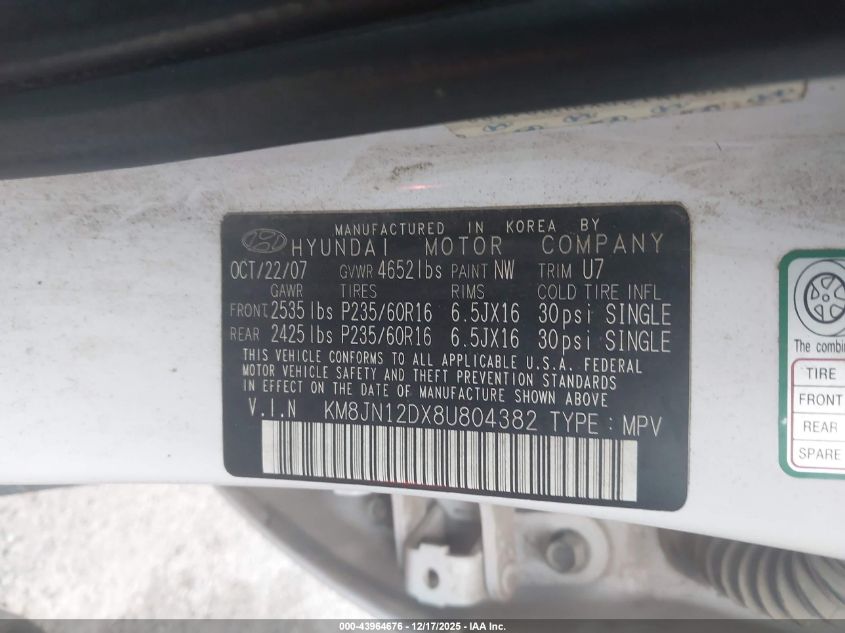 MANUFACTURED IN KOREA BY
HYUNDAI MOTOR COMPANY
OCT/22/07 GVWR 4652lbs PAINT NW TRIM U7
GAWR TIRES RIMS COLD TIRE INFL
FRONT 2535lbs P235/60R16 6.5JX16 30psi SINGLE
REAR 2425lbs P235/60R16 6.5JX16 30psi SINGLE
THIS VEHICLE CONFORMS TO ALL APPLICABLE U.S.A. FEDERAL
MOTOR VEHICLE SAFETY AND THEFT PREVENTION STANDARDS
IN EFFECT ON THE DATE OF MANUFACTURE SHOWN ABOVE
V.I.N KM8JN12DX8U804382 TYPE : MPV
The combin
TIRE
FRONT
REAR
SPARE
000-43964676 - 12/17/2025 - IAA Inc.